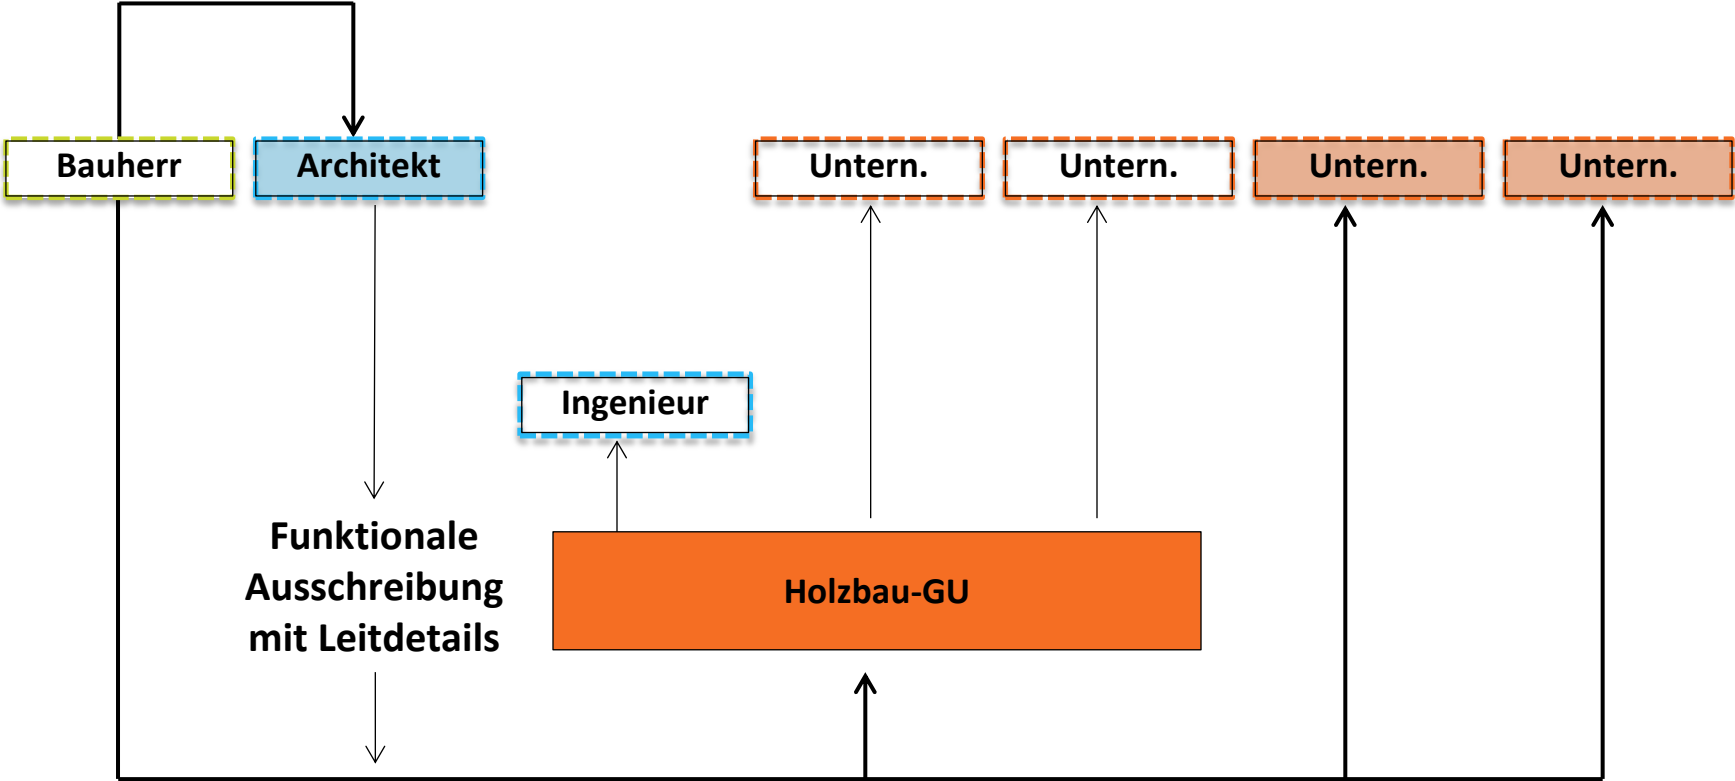 Bauherr
Architekt
Untern.
Untern.
Untern.
Untern.
Ingenieur
Funktionale
Ausschreibung
mit Leitdetails
Holzbau-GU